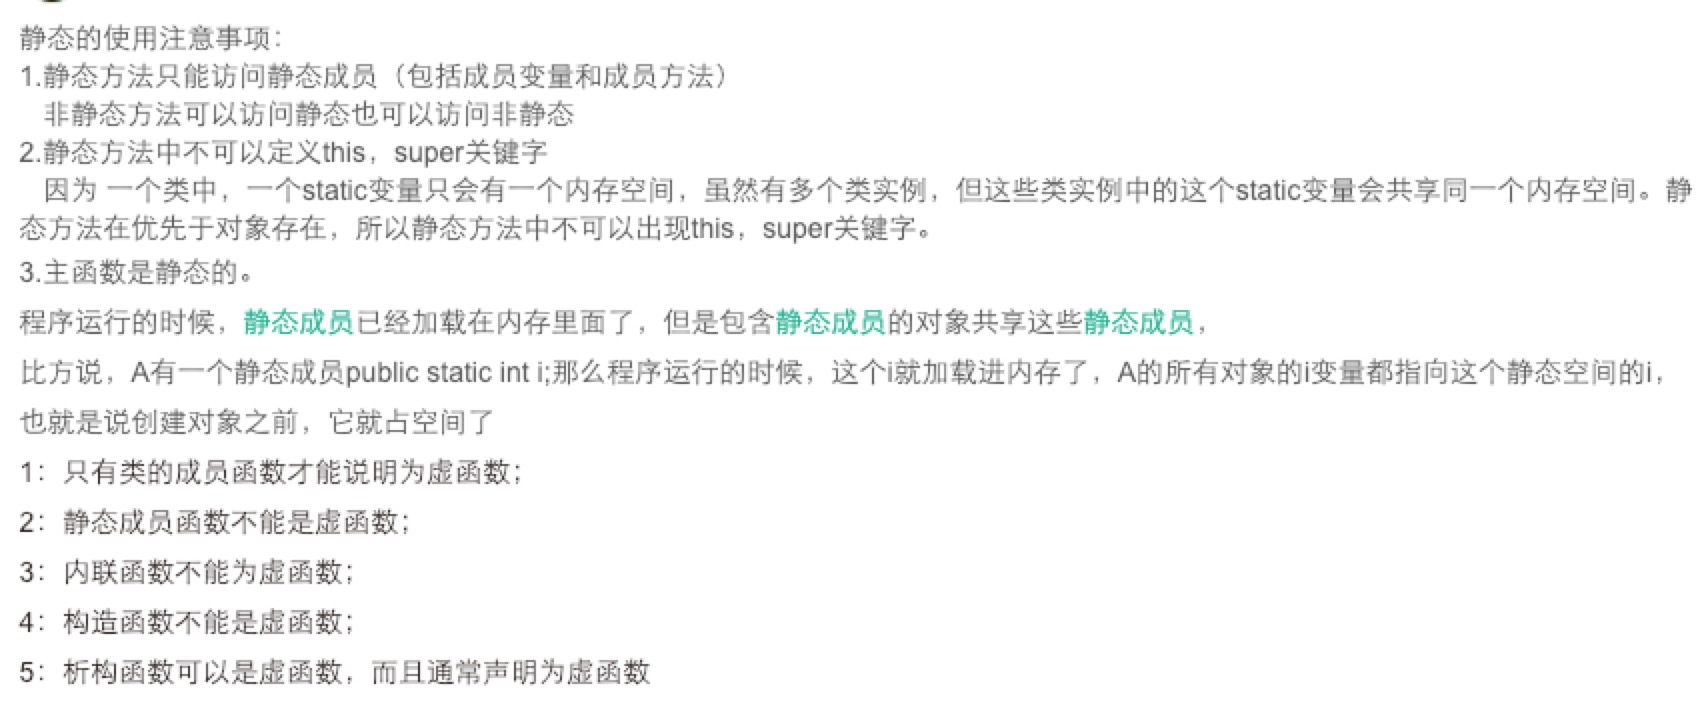 静态的使用注意事项：
1.静态方法只能访问静态成员（包括成员变量和成员方法）
非静态方法可以访问静态也可以访问非静态
2.静态方法中不可以定义this，super关键字
因为 一个类中，一个static变量只会有一个内存空间，虽然有多个类实例，但这些类实例中的这个static变量会共享同一个内存空间。静
态方法在优先于对象存在，所以静态方法中不可以出现this，super关键字。
3.主函数是静态的。
程序运行的时候，静态成员已经加载在内存里面了，但是包含静态成员的对象共享这些静态成员，
比方说，A有一个静态成员public static int i;那么程序运行的时候，这个i就加载进内存了，A的所有对象的i变量都指向这个静态空间的i，
也就是说创建对象之前，它就占空间了
1：只有类的成员函数才能说明为虚函数；
2：静态成员函数不能是虚函数；
3：内联函数不能为虚函数；
4：构造函数不能是虚函数；
5：析构函数可以是虚函数，而且通常声明为虚函数